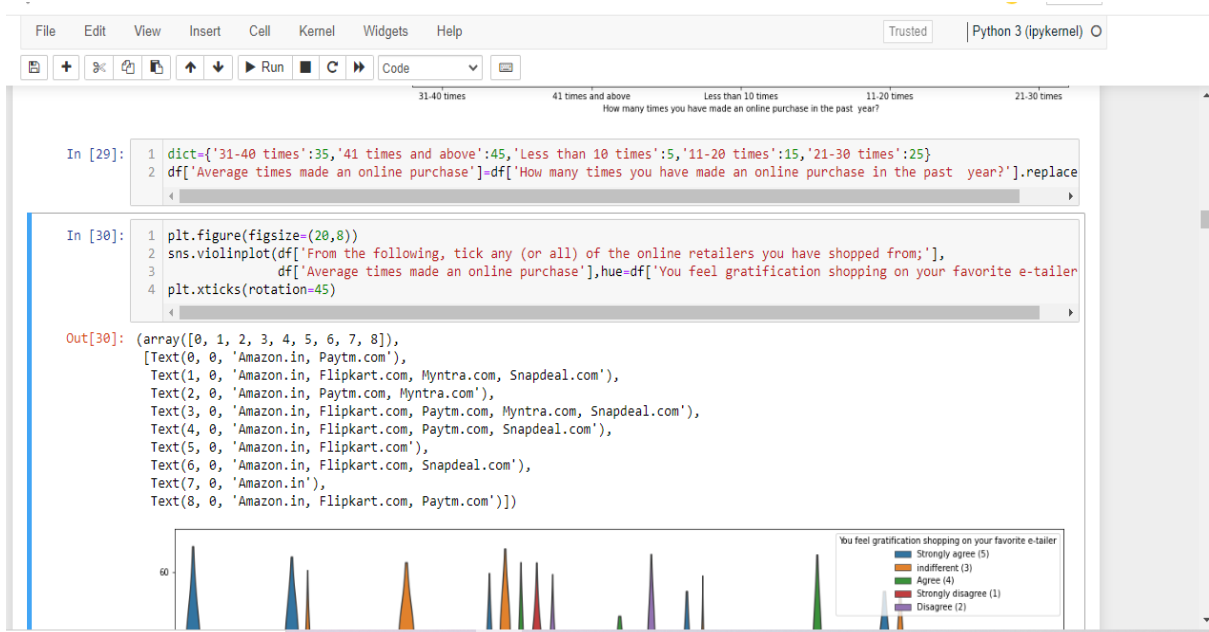 File Edit View Insert Cell Kernel Widgets Help Trusted Python 3 (ipykernel)
Run Code
31-40 times 41 times and above Less than 10 times 11-20 times 21-30 times
How many times you have made an online purchase in the past  year?
In [29]: 1 dict={'31-40 times':35,'41 times and above':45,'Less than 10 times':5,'11-20 times':15,'21-30 times':25}
2 df['Average times made an online purchase']=df['How many times you have made an online purchase in the past  year?'].replace
In [30]: 1 plt.figure(figsize=(20,8))
2 sns.violinplot(df['From the following, tick any (or all) of the online retailers you have shopped from;'],
3 df['Average times made an online purchase'],hue=df['You feel gratification shopping on your favorite e-tailer
4 plt.xticks(rotation=45)
Out[30]: (array([0, 1, 2, 3, 4, 5, 6, 7, 8]),
[Text(0, 0, 'Amazon.in, Paytm.com'),
Text(1, 0, 'Amazon.in, Flipkart.com, Myntra.com, Snapdeal.com'),
Text(2, 0, 'Amazon.in, Paytm.com, Myntra.com'),
Text(3, 0, 'Amazon.in, Flipkart.com, Paytm.com, Myntra.com, Snapdeal.com'),
Text(4, 0, 'Amazon.in, Flipkart.com, Paytm.com, Snapdeal.com'),
Text(5, 0, 'Amazon.in, Flipkart.com'),
Text(6, 0, 'Amazon.in, Flipkart.com, Snapdeal.com'),
Text(7, 0, 'Amazon.in'),
Text(8, 0, 'Amazon.in, Flipkart.com, Paytm.com')])
You feel gratification shopping on your favorite e-tailer
Strongly agree (5)
indifferent (3)
Agree (4)
Strongly disagree (1)
Disagree (2)
60